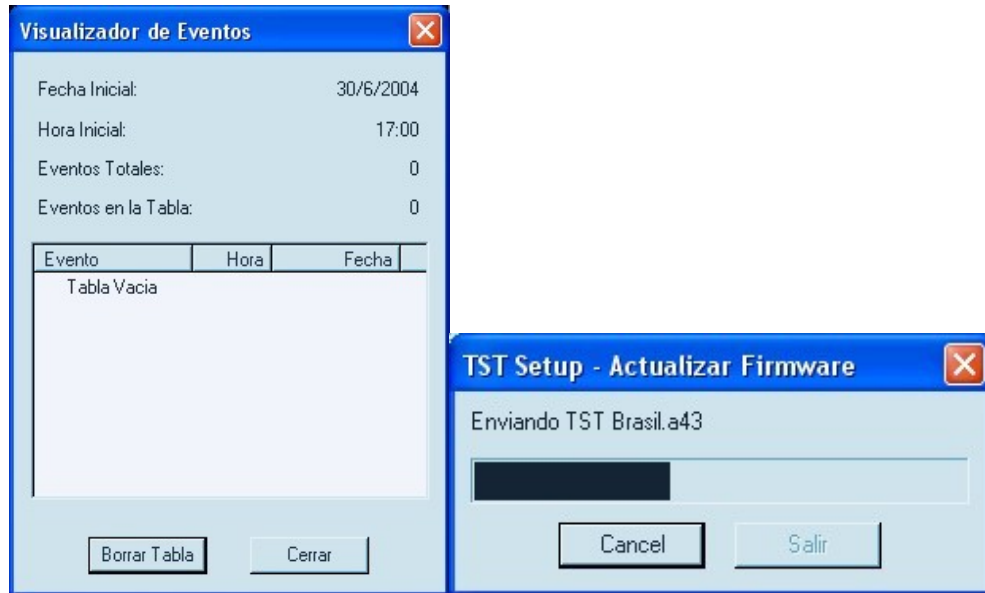 Visualizador de Eventos
Fecha Inicial: 30/6/2004
Hora Inicial: 17:00
Eventos Totales: 0
Eventos en la Tabla: 0
Evento Hora Fecha
Tabla Vacia
Borrar Tabla Cerrar
TST Setup - Actualizar Firmware
Enviando TST Brasil.a43
Cancel Salir